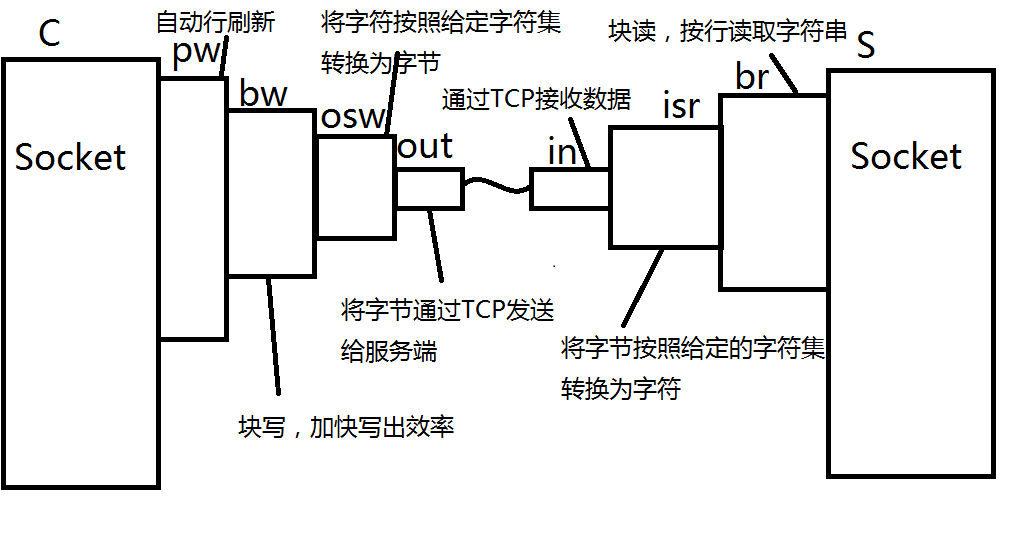 C
自动行刷新
将字符按照给定字符集
转换为字节
块读，按行读取字符串
S
pw
bw
osw
out
通过TCP接收数据
in
isr
br
Socket
Socket
将字节通过TCP发送
给服务端
将字节按照给定的字符集
转换为字符
块写，加快写出效率